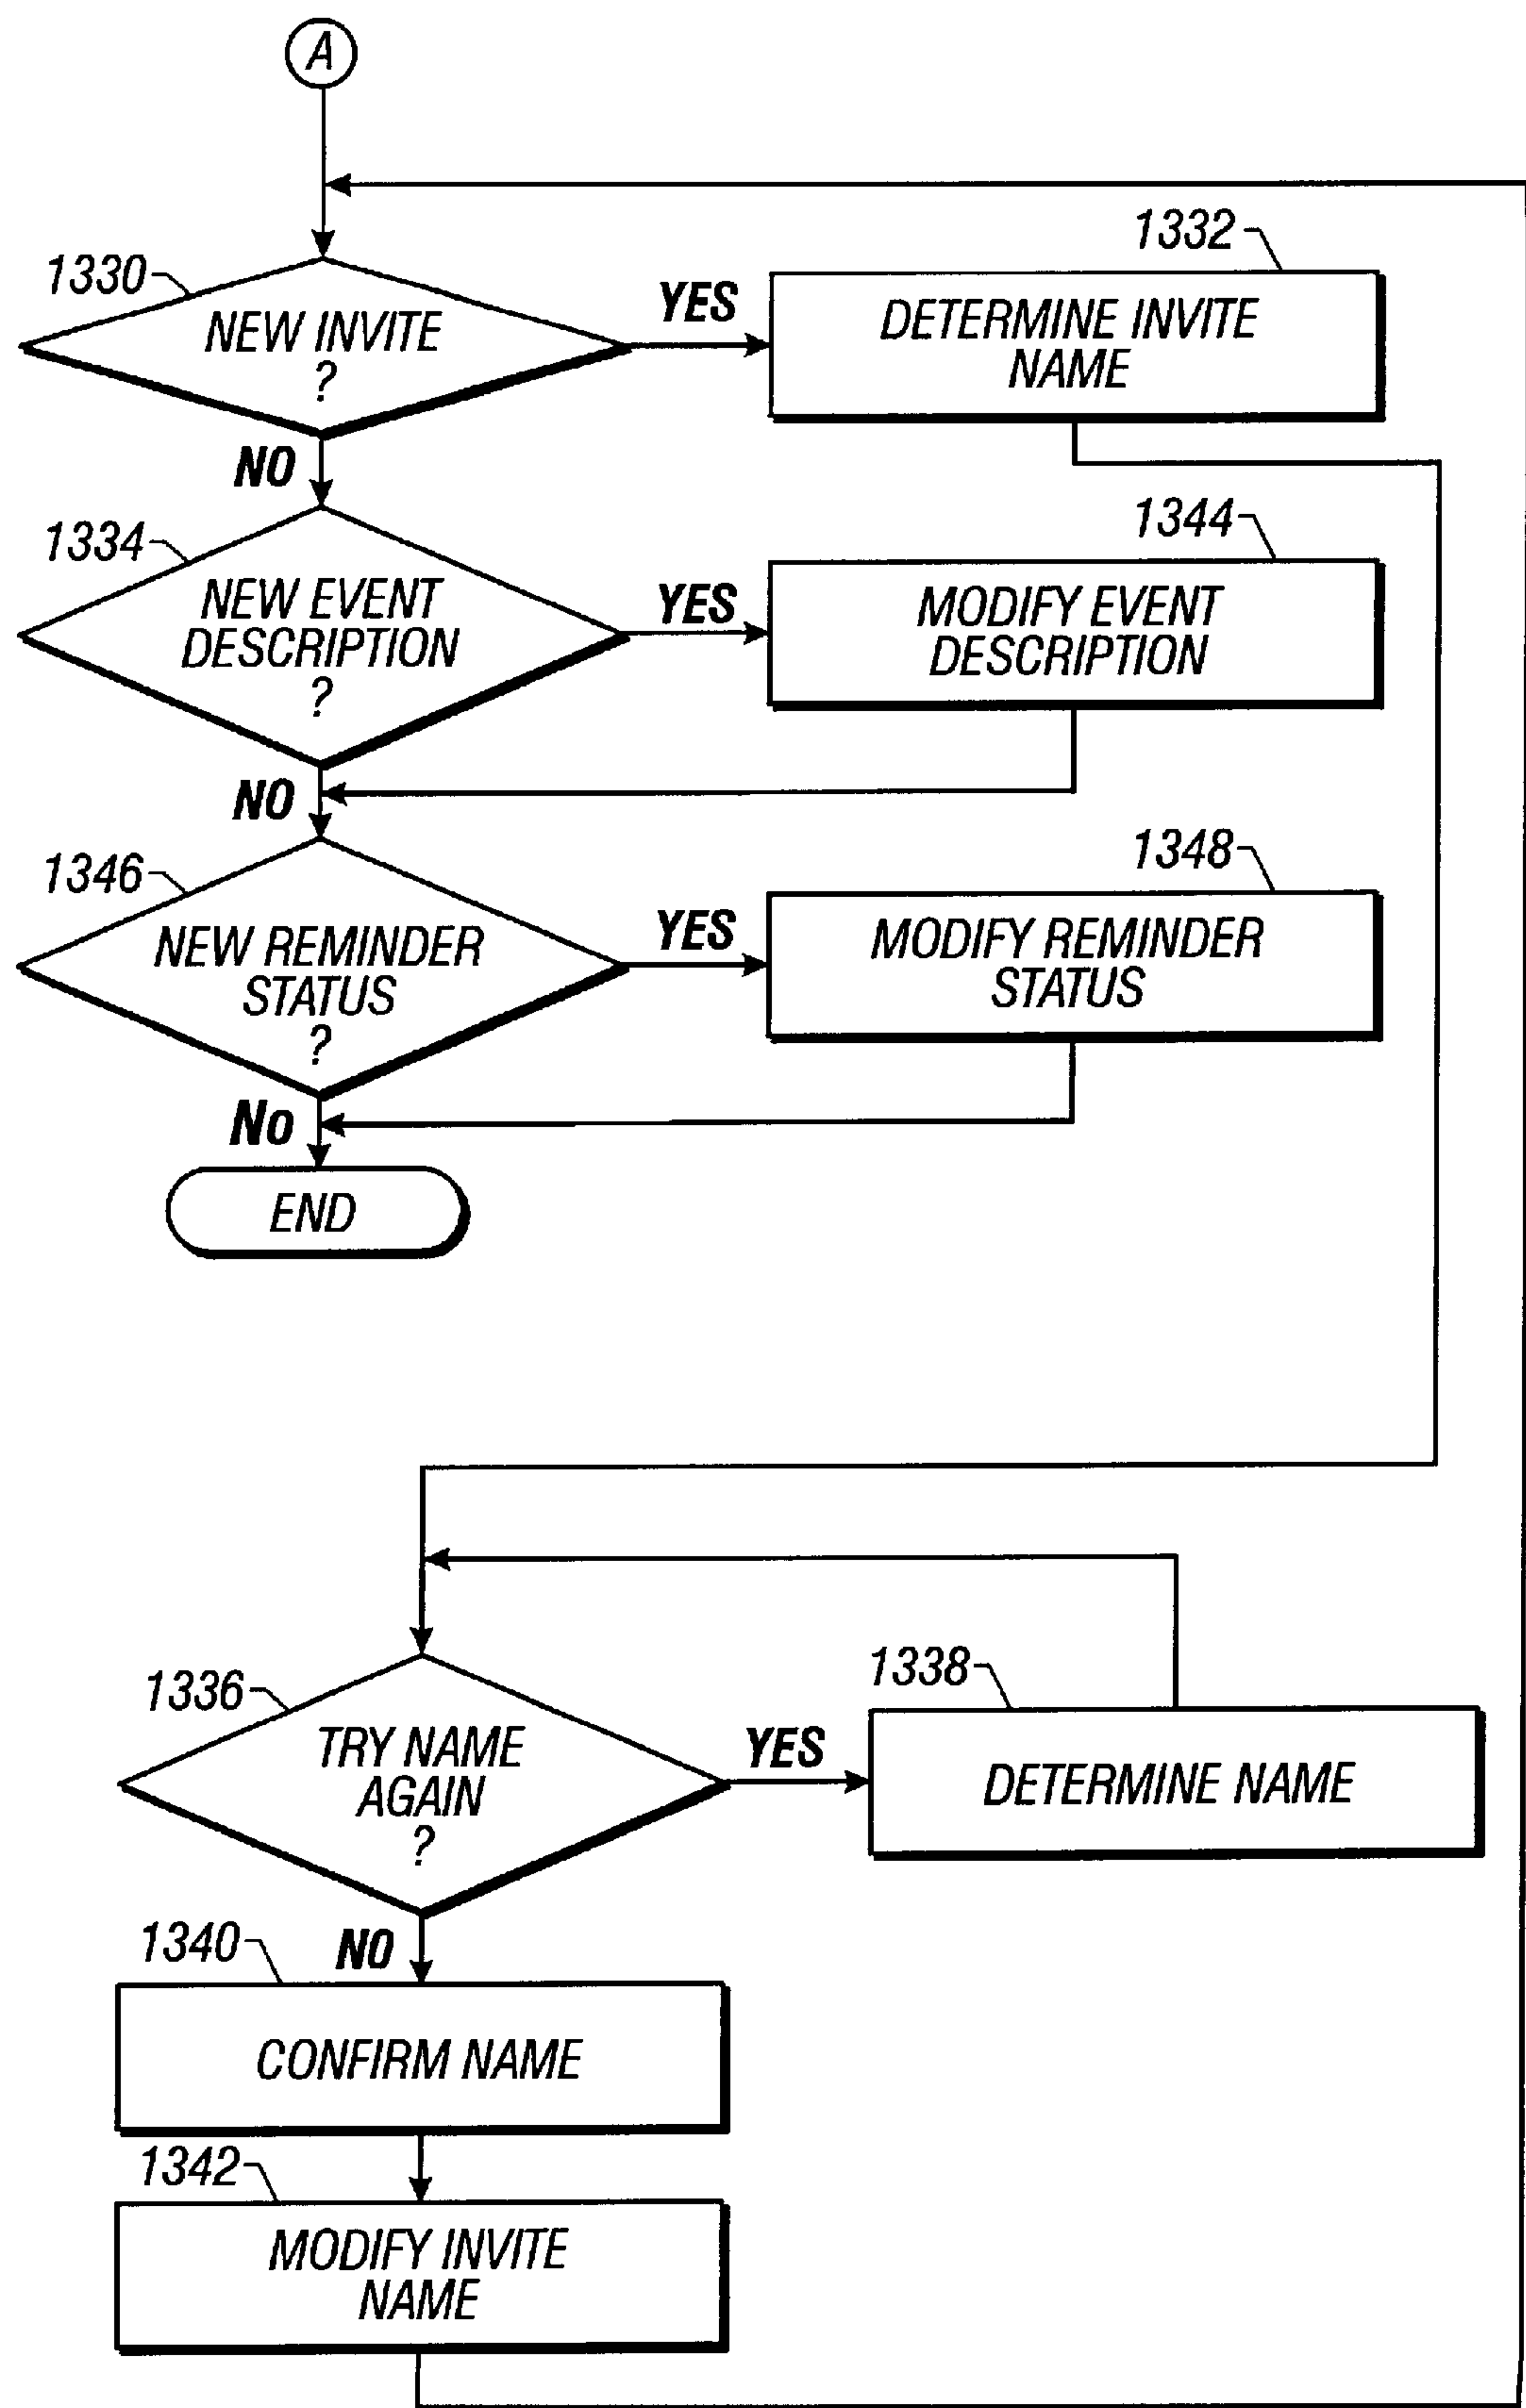 A
1330
NEW INVITE
?
YES
1332
DETERMINE INVITE
NAME
NO
1334
NEW EVENT
DESCRIPTION
?
YES
1344
MODIFY EVENT
DESCRIPTION
NO
1346
NEW REMINDER
STATUS
?
YES
1348
MODIFY REMINDER
STATUS
No
END
1336
TRY NAME
AGAIN
?
YES
1338
DETERMINE NAME
NO
1340
CONFIRM NAME
1342
MODIFY INVITE
NAME